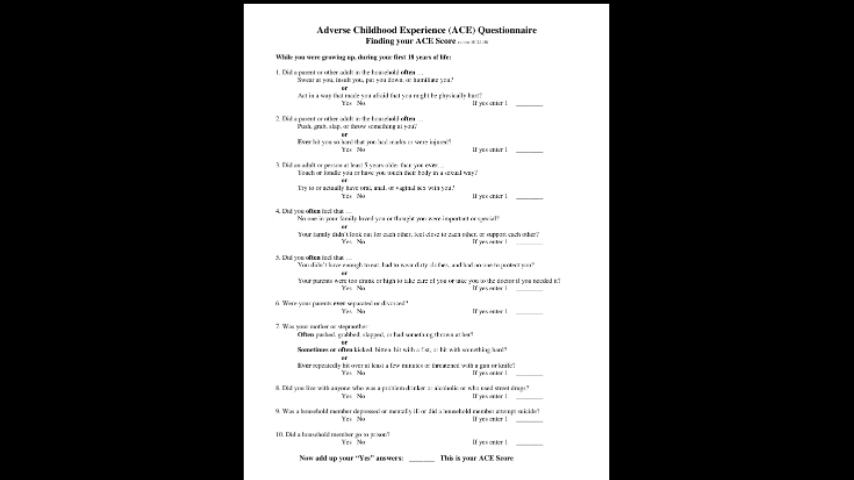 Adverse Childhood Experience (ACE) Questionnaire
Finding your ACE Score
While you were growing up, during your first 18 years of life:
1. Did a parent or other adult in the household often …
Swear at you, insult you, put you down, or humiliate you?
or
Act in a way that made you afraid that you might be physically hurt?
Yes No If yes enter 1 ________
2. Did a parent or other adult in the household often …
Push, grab, slap, or throw something at you?
or
Ever hit you so hard that you had marks or were injured?
Yes No If yes enter 1 ________
3. Did an adult or person at least 5 years older than you ever…
Touch or fondle you or have you touch their body in a sexual way?
or
Try to or actually have oral, anal, or vaginal sex with you?
Yes No If yes enter 1 ________
4. Did you often feel that …
No one in your family loved you or thought you were important or special?
or
Your family didn't look out for each other, feel close to each other, or support each other?
Yes No If yes enter 1 ________
5. Did you often feel that …
You didn't have enough to eat, had to wear dirty clothes, and had no one to protect you?
or
Your parents were too drunk or high to take care of you or take you to the doctor if you needed it?
Yes No If yes enter 1 ________
6. Were your parents ever separated or divorced?
Yes No If yes enter 1 ________
7. Was your mother or stepmother:
Often pushed, grabbed, slapped, or had something thrown at her?
or
Sometimes or often kicked, bitten, hit with a fist, or hit with something hard?
or
Ever repeatedly hit over at least a few minutes or threatened with a gun or knife?
Yes No If yes enter 1 ________
8. Did you live with anyone who was a problem drinker or alcoholic or who used street drugs?
Yes No If yes enter 1 ________
9. Was a household member depressed or mentally ill or did a household member attempt suicide?
Yes No If yes enter 1 ________
10. Did a household member go to prison?
Yes No If yes enter 1 ________
Now add up your "Yes" answers: _______ This is your ACE Score